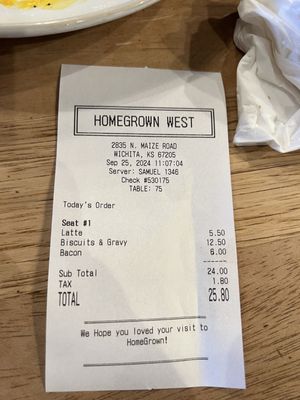 HOMEGROWN WEST
2835 N. MAIZE ROAD
WICHITA, KS 67205
Sep 25, 2024 11:07:04
Server: SAMUEL 1346
Check #530175
TABLE: 75
Today's Order
Seat #1
Latte 5.50
Biscuits & Gravy 12.50
Bacon 6.00
------
Sub Total 24.00
TAX 1.80
TOTAL 25.80
We Hope you loved your visit to
HomeGrown!